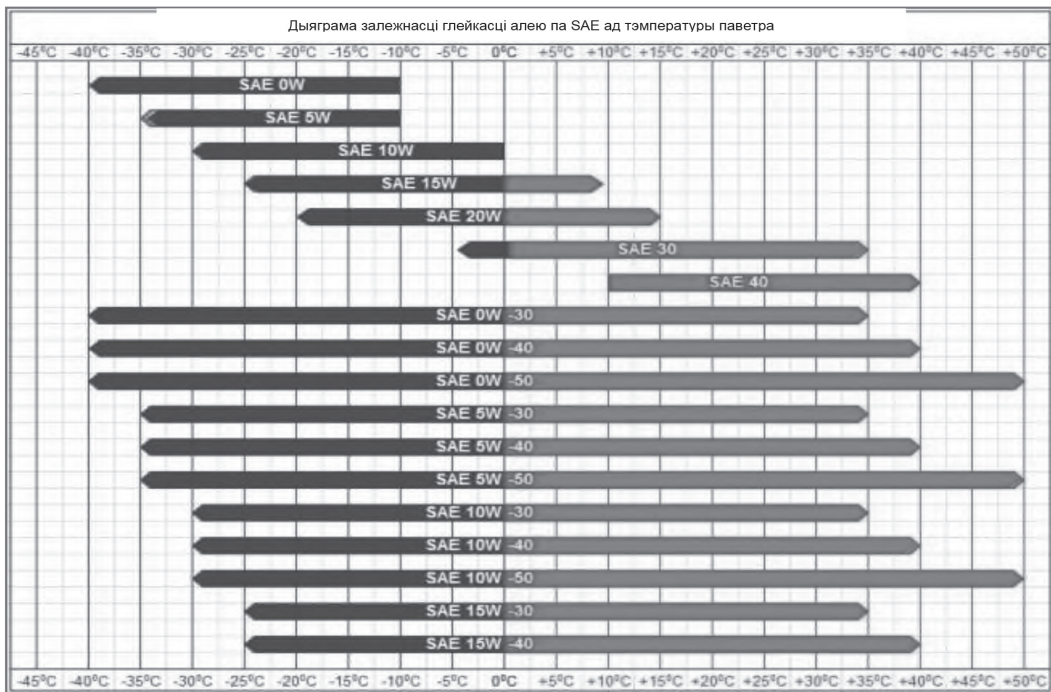 Дыяграма залежнасці глейкасці алею па SAE ад тэмпературы паветра
-45ºC -40ºC -35ºC -30ºC -25ºC -20ºC -15ºC -10ºC -5ºC 0ºC +5ºC +10ºC +15ºC +20ºC +25ºC +30ºC +35ºC +40ºC +45ºC +50ºC
SAE 0W
SAE 5W
SAE 10W
SAE 15W
SAE 20W
SAE 30
SAE 40
SAE 0W -30
SAE 0W -40
SAE 0W -50
SAE 5W -30
SAE 5W -40
SAE 5W -50
SAE 10W -30
SAE 10W -40
SAE 10W -50
SAE 15W -30
SAE 15W -40
-45ºC -40ºC -35ºC -30ºC -25ºC -20ºC -15ºC -10ºC -5ºC 0ºC +5ºC +10ºC +15ºC +20ºC +25ºC +30ºC +35ºC +40ºC +45ºC +50ºC